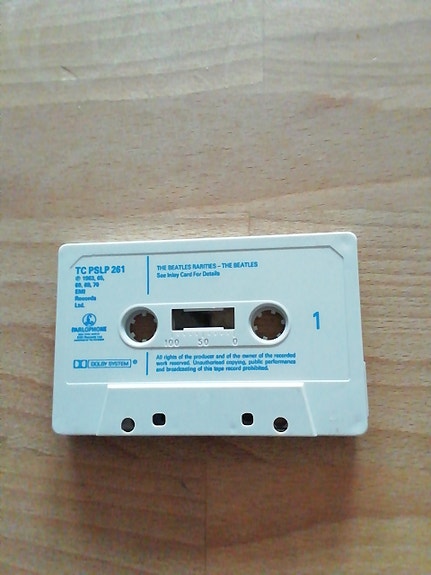 TC PSLP 261
℗ 1963, 65,
68, 69, 78
EMI
Records
Ltd.
THE BEATLES RARITIES – THE BEATLES
See Inlay Card For Details
PARLOPHONE
1
100 50 0
DOLBY SYSTEM ®
All rights of the producer and of the owner of the recorded
work reserved. Unauthorised copying, public performance
and broadcasting of this tape record prohibited.